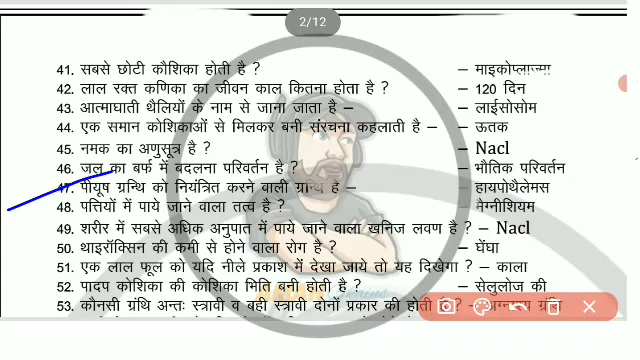 2/12
41. सबसे छोटी कौशिका होती है ? – माइकोप्लाज्मा
42. लाल रक्त कणिका का जीवन काल कितना होता है ? – 120 दिन
43. आत्माघाती थैलियों के नाम से जाना जाता है – – लाईसोसोम
44. एक समान कोशिकाओं से मिलकर बनी संरचना कहलाती है – – ऊतक
45. नमक का अणुसूत्र है ? – Nacl
46. जल का बर्फ में बदलना परिवर्तन है ? – भौतिक परिवर्तन
47. पीयूष ग्रन्थि को नियंत्रित करने वाली ग्रान्थि है – – हायपोथैलेमस
48. पत्तियों में पाये जाने वाला तत्व है ? – मैग्नीशियम
49. शरीर में सबसे अधिक अनुपात में पाये जाने वाला खनिज लवण है ? – Nacl
50. थाइरॉक्सिन की कमी से होने वाला रोग है ? – घेंघा
51. एक लाल फूल को यदि नीले प्रकाश में देखा जाये तो यह दिखेगा ? – काला
52. पादप कोशिका की कोशिका भिति बनी होती है ? – सेलुलोज की
53. कौनसी ग्रंथि अन्तः स्त्रावी व बही स्त्रावी दोनों प्रकार की होती है ?